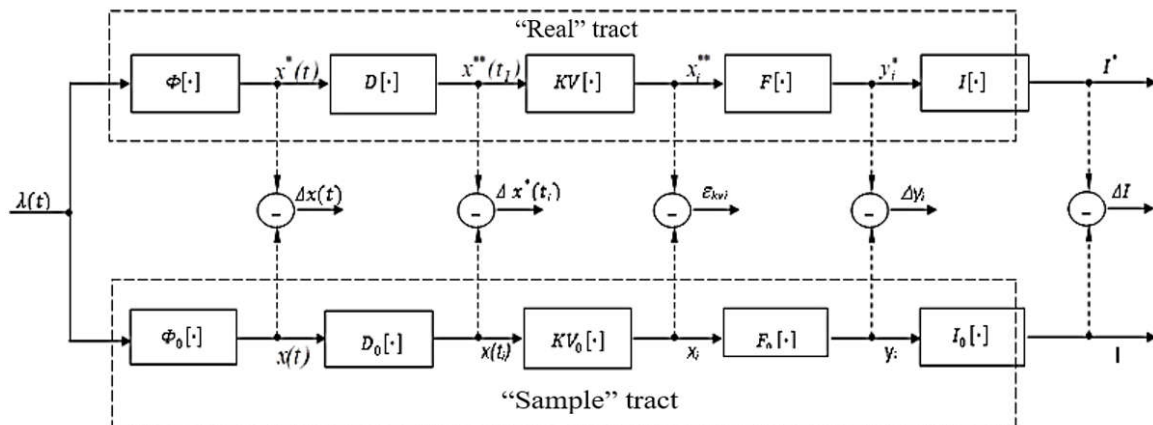 “Real” tract
Φ[·] x*(t) D[·] x**(t₁) KV[·] xᵢ** F[·] yᵢ* I[·] I*
λ(t) Δx(t) Δ x*(tᵢ) εₖᵥᵢ Δyᵢ ΔI
- - - - -
Φ₀[·] x(t) D₀[·] x(tᵢ) KV₀[·] xᵢ F₀[·] yᵢ I₀[·] I
“Sample” tract